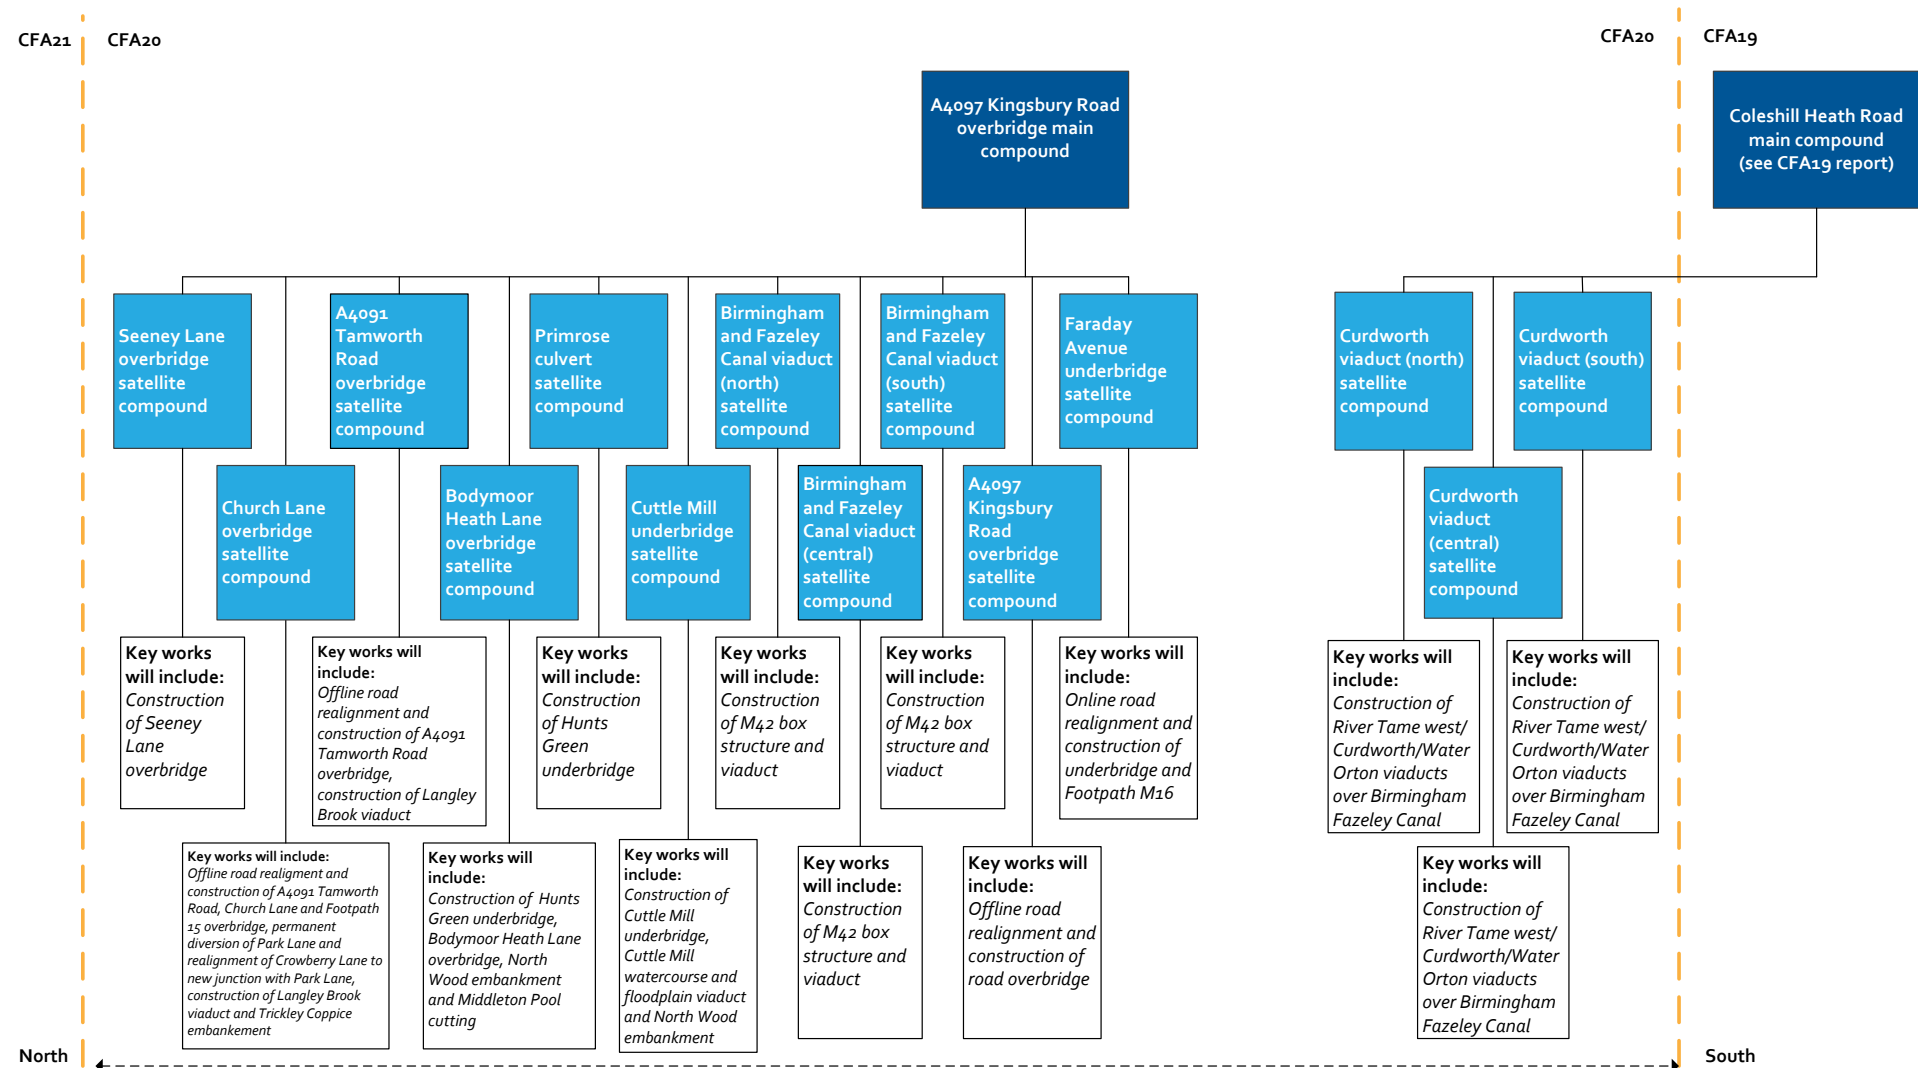 CFA21
CFA20
CFA20
CFA19
A4097 Kingsbury Road
overbridge main
compound
Coleshill Heath Road
main compound
(see CFA19 report)
Seeney Lane
overbridge
satellite
compound
A4091
Tamworth
Road
overbridge
satellite
compound
Primrose
culvert
satellite
compound
Birmingham
and Fazeley
Canal viaduct
(north)
satellite
compound
Birmingham
and Fazeley
Canal viaduct
(south)
satellite
compound
Faraday
Avenue
underbridge
satellite
compound
Curdworth
viaduct (north)
satellite
compound
Curdworth
viaduct (south)
satellite
compound
Church Lane
overbridge
satellite
compound
Bodymoor
Heath Lane
overbridge
satellite
compound
Cuttle Mill
underbridge
satellite
compound
Birmingham
and Fazeley
Canal viaduct
(central)
satellite
compound
A4097
Kingsbury
Road
overbridge
satellite
compound
Curdworth
viaduct
(central)
satellite
compound
Key works
will include:
Construction
of Seeney
Lane
overbridge
Key works will
include:
Offline road
realignment and
construction of A4091
Tamworth Road
overbridge,
construction of Langley
Brook viaduct
Key works
will include:
Construction
of Hunts
Green
underbridge
Key works
will include:
Construction
of M42 box
structure and
viaduct
Key works
will include:
Construction
of M42 box
structure and
viaduct
Key works will
include:
Online road
realignment and
construction of
underbridge and
Footpath M16
Key works will
include:
Construction of
River Tame west/
Curdworth/Water
Orton viaducts
over Birmingham
Fazeley Canal
Key works will
include:
Construction of
River Tame west/
Curdworth/Water
Orton viaducts
over Birmingham
Fazeley Canal
Key works will include:
Offline road realigment and
construction of A4091 Tamworth
Road, Church Lane and Footpath
15 overbridge, permanent
diversion of Park Lane and
realignment of Crowberry Lane to
new junction with Park Lane,
construction of Langley Brook
viaduct and Trickley Coppice
embankement
Key works will
include:
Construction of Hunts
Green underbridge,
Bodymoor Heath Lane
overbridge, North
Wood embankment
and Middleton Pool
cutting
Key works will
include:
Construction of
Cuttle Mill
underbridge,
Cuttle Mill
watercourse and
floodplain viaduct
and North Wood
embankment
Key works
will include:
Construction
of M42 box
structure and
viaduct
Key works will
include:
Offline road
realignment and
construction of
road overbridge
Key works will
include:
Construction of
River Tame west/
Curdworth/Water
Orton viaducts
over Birmingham
Fazeley Canal
North
South